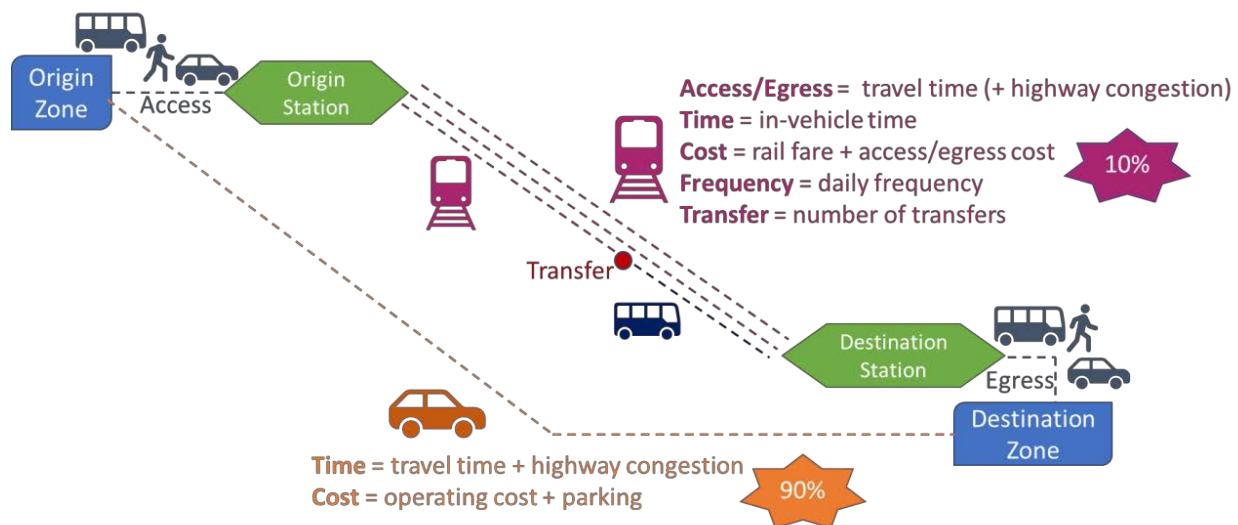 Origin
Zone
Access
Origin
Station
Access/Egress = travel time (+ highway congestion)
Time = in-vehicle time
Cost = rail fare + access/egress cost
Frequency = daily frequency
Transfer = number of transfers
10%
Transfer
Destination
Station
Egress
Destination
Zone
Time = travel time + highway congestion
Cost = operating cost + parking
90%